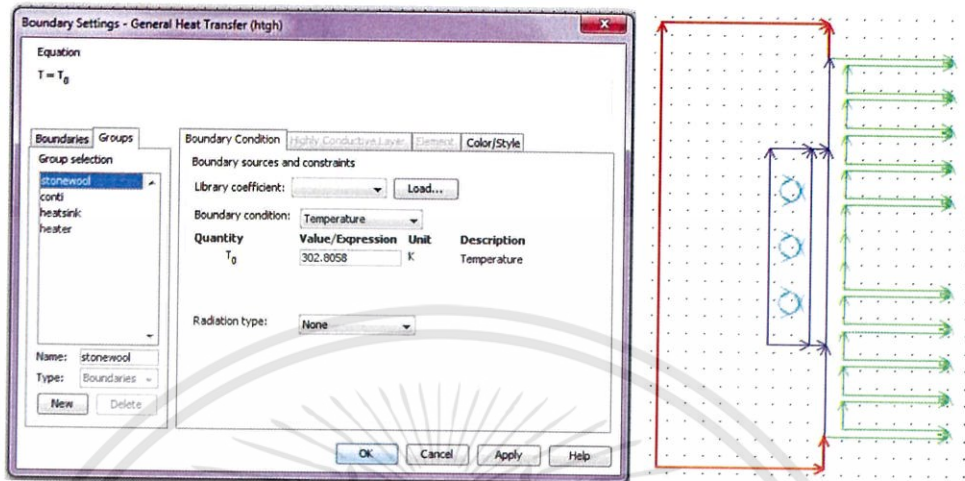 Boundary Settings - General Heat Transfer (htgh)
Equation
T = T0
Boundaries Groups
Group selection
stonewool
conti
heatsink
heater
Name: stonewool
Type: Boundaries
New Delete
Boundary Condition Highly Conductive Layer Element Color/Style
Boundary sources and constraints
Library coefficient: Load...
Boundary condition: Temperature
Quantity Value/Expression Unit Description
T0 302.8058 K Temperature
Radiation type: None
OK Cancel Apply Help